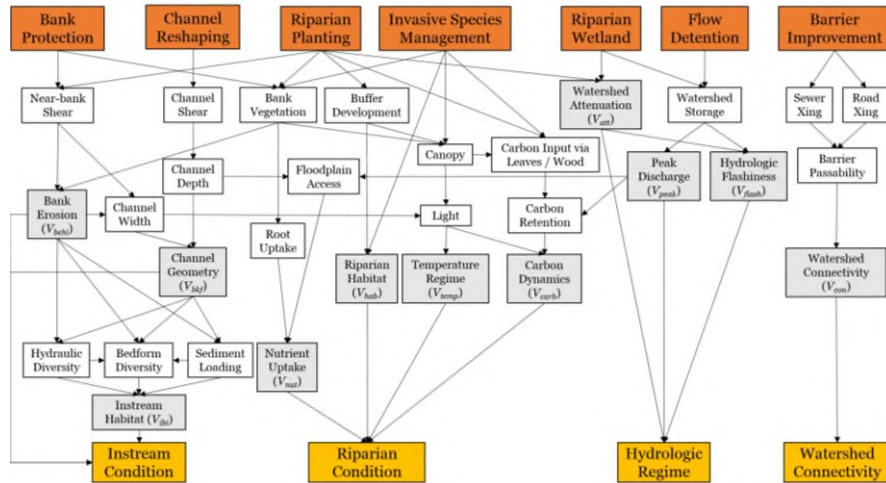 Bank
Protection
Channel
Reshaping
Riparian
Planting
Invasive Species
Management
Riparian
Wetland
Flow
Detention
Barrier
Improvement
Near-bank
Shear
Channel
Shear
Bank
Vegetation
Buffer
Development
Watershed
Attenuation
(Vatt)
Watershed
Storage
Sewer
Xing
Road
Xing
Canopy
Carbon Input via
Leaves / Wood
Channel
Depth
Floodplain
Access
Peak
Discharge
(Vpeak)
Hydrologic
Flashiness
(Vflash)
Barrier
Passability
Bank
Erosion
(Vbehi)
Channel
Width
Light
Carbon
Retention
Root
Uptake
Channel
Geometry
(Vbkf)
Riparian
Habitat
(Vhab)
Temperature
Regime
(Vtemp)
Carbon
Dynamics
(Vcarb)
Watershed
Connectivity
(Vcon)
Hydraulic
Diversity
Bedform
Diversity
Sediment
Loading
Nutrient
Uptake
(Vnut)
Instream
Habitat (Vibi)
Instream
Condition
Riparian
Condition
Hydrologic
Regime
Watershed
Connectivity